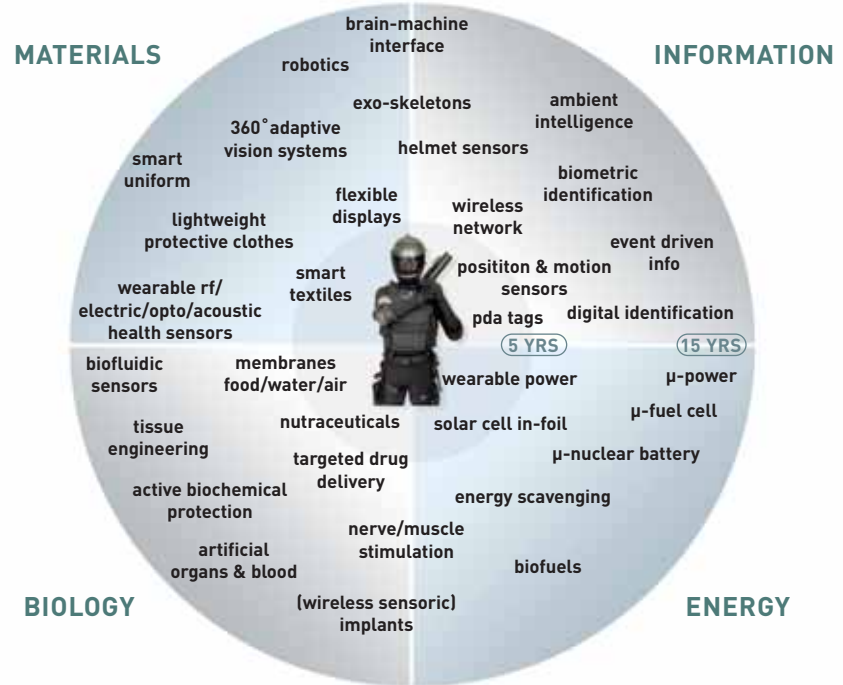 MATERIALS
brain-machine
interface
robotics
exo-skeletons
360°adaptive
vision systems
smart
uniform
flexible
displays
lightweight
protective clothes
smart
textiles
wearable rf/
electric/opto/acoustic
health sensors
INFORMATION
ambient
intelligence
helmet sensors
biometric
identification
wireless
network
event driven
info
posititon & motion
sensors
pda tags
digital identification
5 YRS
15 YRS
biofluidic
sensors
membranes
food/water/air
tissue
engineering
nutraceuticals
targeted drug
delivery
active biochemical
protection
nerve/muscle
stimulation
artificial
organs & blood
(wireless sensoric)
implants
BIOLOGY
wearable power
µ-power
solar cell in-foil
µ-fuel cell
µ-nuclear battery
energy scavenging
biofuels
ENERGY